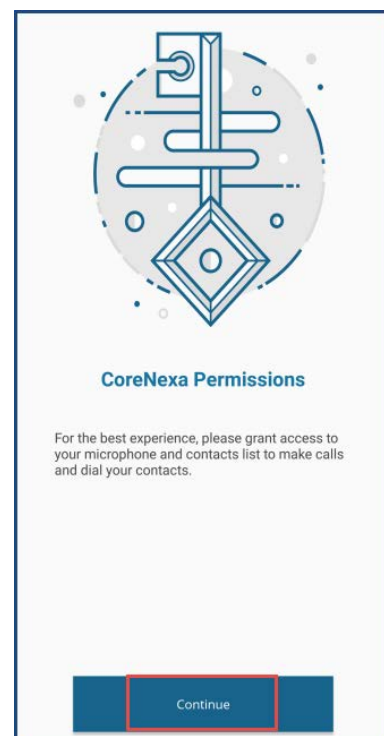 CoreNexa Permissions
For the best experience, please grant access to
your microphone and contacts list to make calls
and dial your contacts.
Continue